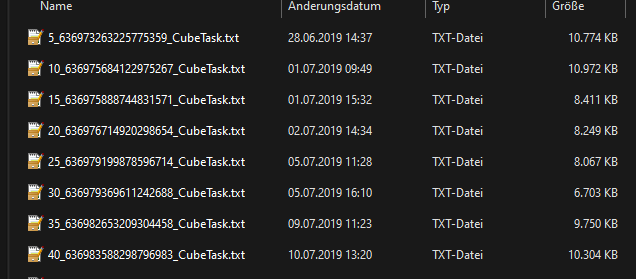 Name Änderungsdatum Typ Größe
5_636973263225775359_CubeTask.txt 28.06.2019 14:37 TXT-Datei 10.774 KB
10_636975684122975267_CubeTask.txt 01.07.2019 09:49 TXT-Datei 10.972 KB
15_636975888744831571_CubeTask.txt 01.07.2019 15:32 TXT-Datei 8.411 KB
20_636976714920298654_CubeTask.txt 02.07.2019 14:34 TXT-Datei 8.249 KB
25_636979199878596714_CubeTask.txt 05.07.2019 11:28 TXT-Datei 8.067 KB
30_636979369611242688_CubeTask.txt 05.07.2019 16:10 TXT-Datei 6.703 KB
35_636982653209304458_CubeTask.txt 09.07.2019 11:23 TXT-Datei 9.750 KB
40_636983588298796983_CubeTask.txt 10.07.2019 13:20 TXT-Datei 10.304 KB